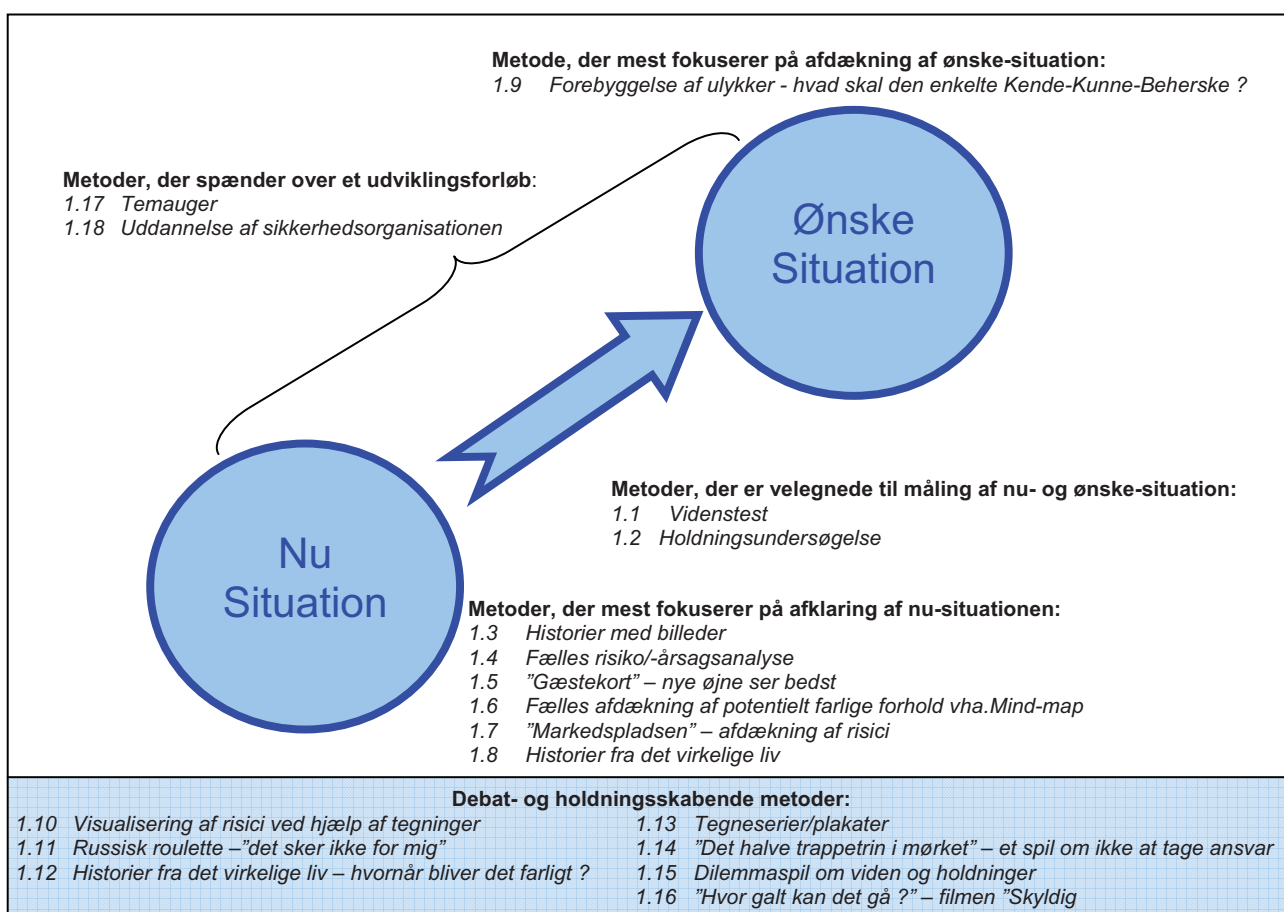 Metode, der mest fokuserer på afdækning af ønske-situation:
1.9 Forebyggelse af ulykker - hvad skal den enkelte Kende-Kunne-Beherske ?
Metoder, der spænder over et udviklingsforløb:
1.17 Temauger
1.18 Uddannelse af sikkerhedsorganisationen
Ønske
Situation
Metoder, der er velegnede til måling af nu- og ønske-situation:
1.1 Videnstest
1.2 Holdningsundersøgelse
Nu
Situation
Metoder, der mest fokuserer på afklaring af nu-situationen:
1.3 Historier med billeder
1.4 Fælles risiko/-årsagsanalyse
1.5 ”Gæstekort” – nye øjne ser bedst
1.6 Fælles afdækning af potentielt farlige forhold vha.Mind-map
1.7 ”Markedspladsen” – afdækning af risici
1.8 Historier fra det virkelige liv
Debat- og holdningsskabende metoder:
1.10 Visualisering af risici ved hjælp af tegninger
1.11 Russisk roulette –”det sker ikke for mig”
1.12 Historier fra det virkelige liv – hvornår bliver det farligt ?
1.13 Tegneserier/plakater
1.14 ”Det halve trappetrin i mørket” – et spil om ikke at tage ansvar
1.15 Dilemmaspil om viden og holdninger
1.16 ”Hvor galt kan det gå ?” – filmen ”Skyldig